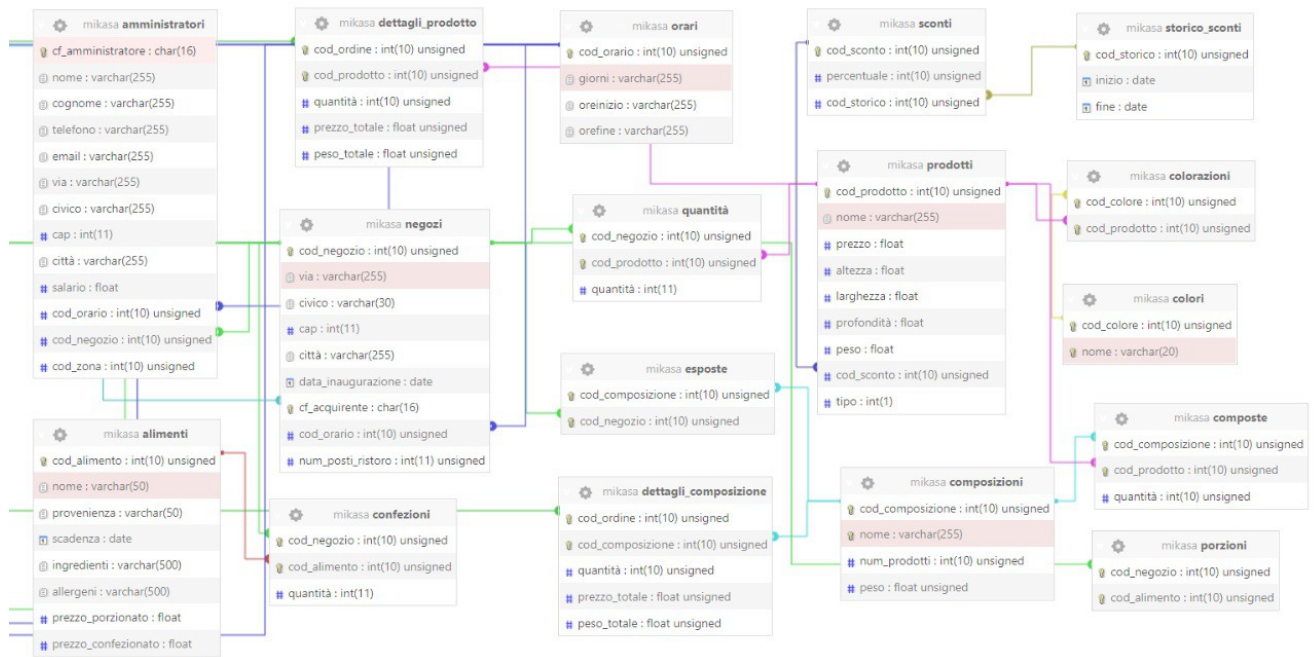 mikasa amministratori
cf_amministratore : char(16)
nome : varchar(255)
cognome : varchar(255)
telefono : varchar(255)
email : varchar(255)
via : varchar(255)
civico : varchar(255)
cap : int(11)
città : varchar(255)
salario : float
cod_orario : int(10) unsigned
cod_negozio : int(10) unsigned
cod_zona : int(10) unsigned
mikasa dettagli_prodotto
cod_ordine : int(10) unsigned
cod_prodotto : int(10) unsigned
quantità : int(10) unsigned
prezzo_totale : float unsigned
peso_totale : float unsigned
mikasa orari
cod_orario : int(10) unsigned
giorni : varchar(255)
oreinizio : varchar(255)
orefine : varchar(255)
mikasa sconti
cod_sconto : int(10) unsigned
percentuale : int(10) unsigned
cod_storico : int(10) unsigned
mikasa storico_sconti
cod_storico : int(10) unsigned
inizio : date
fine : date
mikasa negozi
cod_negozio : int(10) unsigned
via : varchar(255)
civico : varchar(30)
cap : int(11)
città : varchar(255)
data_inaugurazione : date
cf_acquirente : char(16)
cod_orario : int(10) unsigned
num_posti_ristoro : int(11) unsigned
mikasa quantità
cod_negozio : int(10) unsigned
cod_prodotto : int(10) unsigned
quantità : int(11)
mikasa prodotti
cod_prodotto : int(10) unsigned
nome : varchar(255)
prezzo : float
altezza : float
larghezza : float
profondità : float
peso : float
cod_sconto : int(10) unsigned
tipo : int(1)
mikasa colorazioni
cod_colore : int(10) unsigned
cod_prodotto : int(10) unsigned
mikasa colori
cod_colore : int(10) unsigned
nome : varchar(20)
mikasa esposte
cod_composizione : int(10) unsigned
cod_negozio : int(10) unsigned
mikasa composte
cod_composizione : int(10) unsigned
cod_prodotto : int(10) unsigned
quantità : int(10) unsigned
mikasa alimenti
cod_alimento : int(10) unsigned
nome : varchar(50)
provenienza : varchar(50)
scadenza : date
ingredienti : varchar(500)
allergeni : varchar(500)
prezzo_porzionato : float
prezzo_confezionato : float
mikasa confezioni
cod_negozio : int(10) unsigned
cod_alimento : int(10) unsigned
quantità : int(11)
mikasa dettagli_composizione
cod_ordine : int(10) unsigned
cod_composizione : int(10) unsigned
quantità : int(10) unsigned
prezzo_totale : float unsigned
peso_totale : float unsigned
mikasa composizioni
cod_composizione : int(10) unsigned
nome : varchar(255)
num_prodotti : int(10) unsigned
peso : float unsigned
mikasa porzioni
cod_negozio : int(10) unsigned
cod_alimento : int(10) unsigned